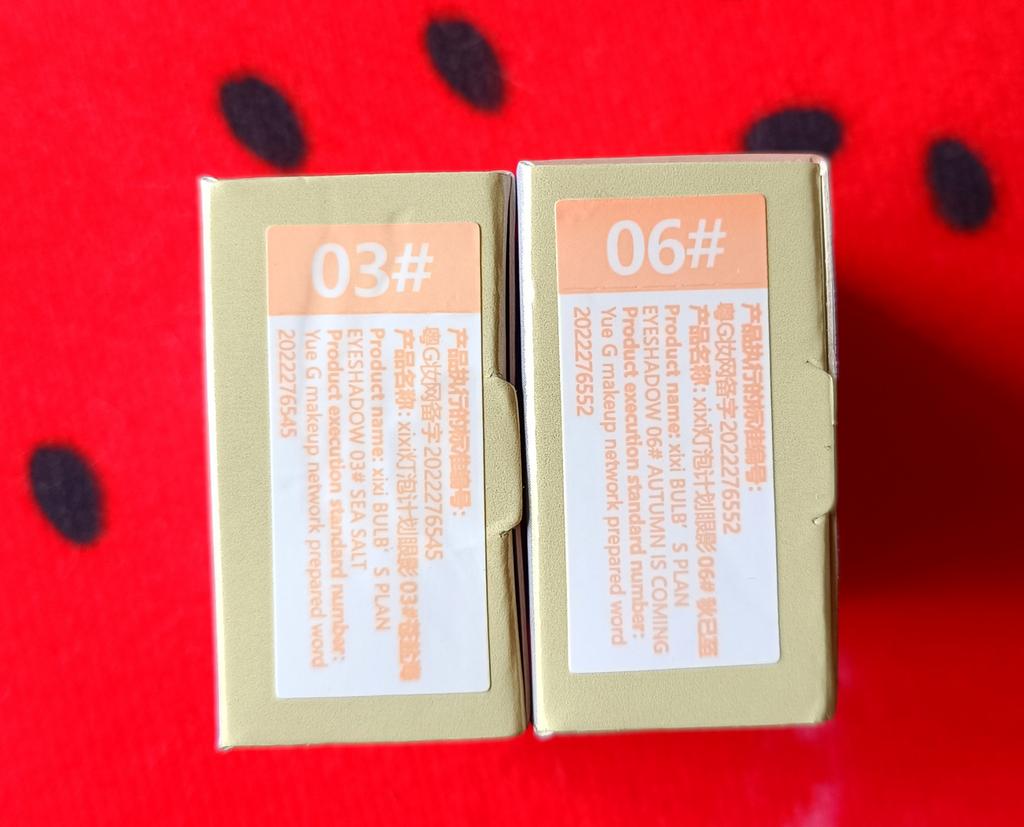 03#
产品执行的标准编号：
粤G妆网备字2022276545
产品名称：xixi灯泡计划眼影 03#
Product name: xixi BULB' S PLAN
EYESHADOW 03# SEA SALT
Product execution standard number:
Yue G makeup network prepared word
2022276545
06#
产品执行的标准编号：
粤G妆网备字2022276552
产品名称：xixi灯泡计划眼影 06# 秋已至
Product name: xixi BULB' S PLAN
EYESHADOW 06# AUTUMN IS COMING
Product execution standard number:
Yue G makeup network prepared word
2022276552